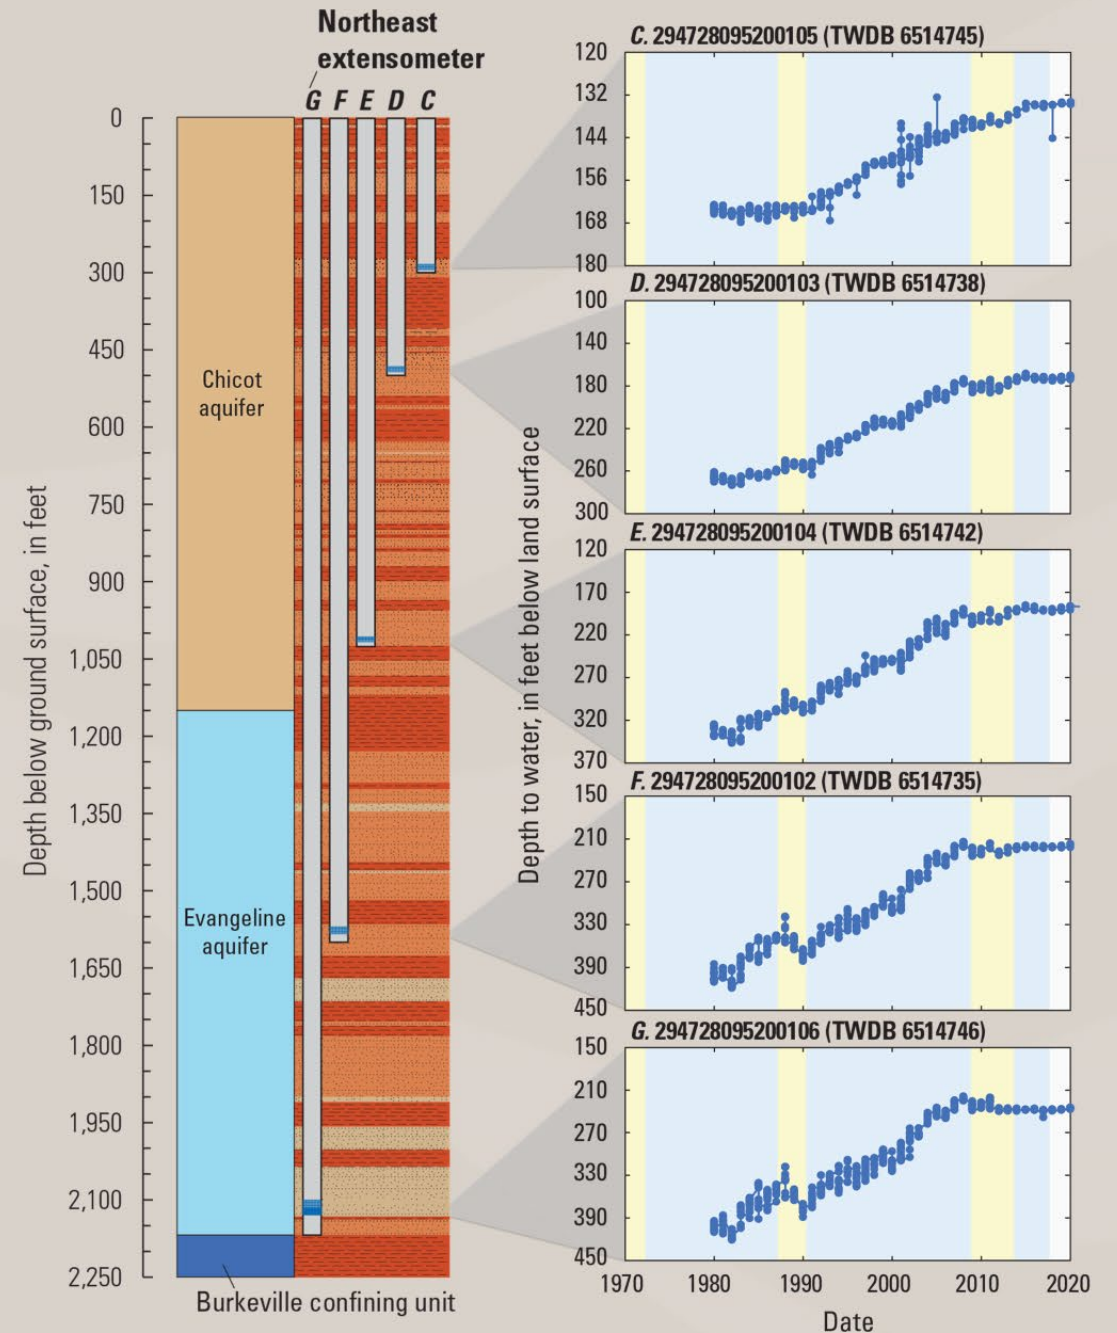 Northeast
extensometer
G F E D C
0
150
300
450
600
750
900
1,050
1,200
1,350
1,500
1,650
1,800
1,950
2,100
2,250
Depth below ground surface, in feet
Chicot
aquifer
Evangeline
aquifer
Burkeville confining unit
Depth to water, in feet below land surface
C. 294728095200105 (TWDB 6514745)
120
132
144
156
168
180
D. 294728095200103 (TWDB 6514738)
100
140
180
220
260
300
E. 294728095200104 (TWDB 6514742)
120
170
220
270
320
370
F. 294728095200102 (TWDB 6514735)
150
210
270
330
390
450
G. 294728095200106 (TWDB 6514746)
150
210
270
330
390
450
1970 1980 1990 2000 2010 2020
Date